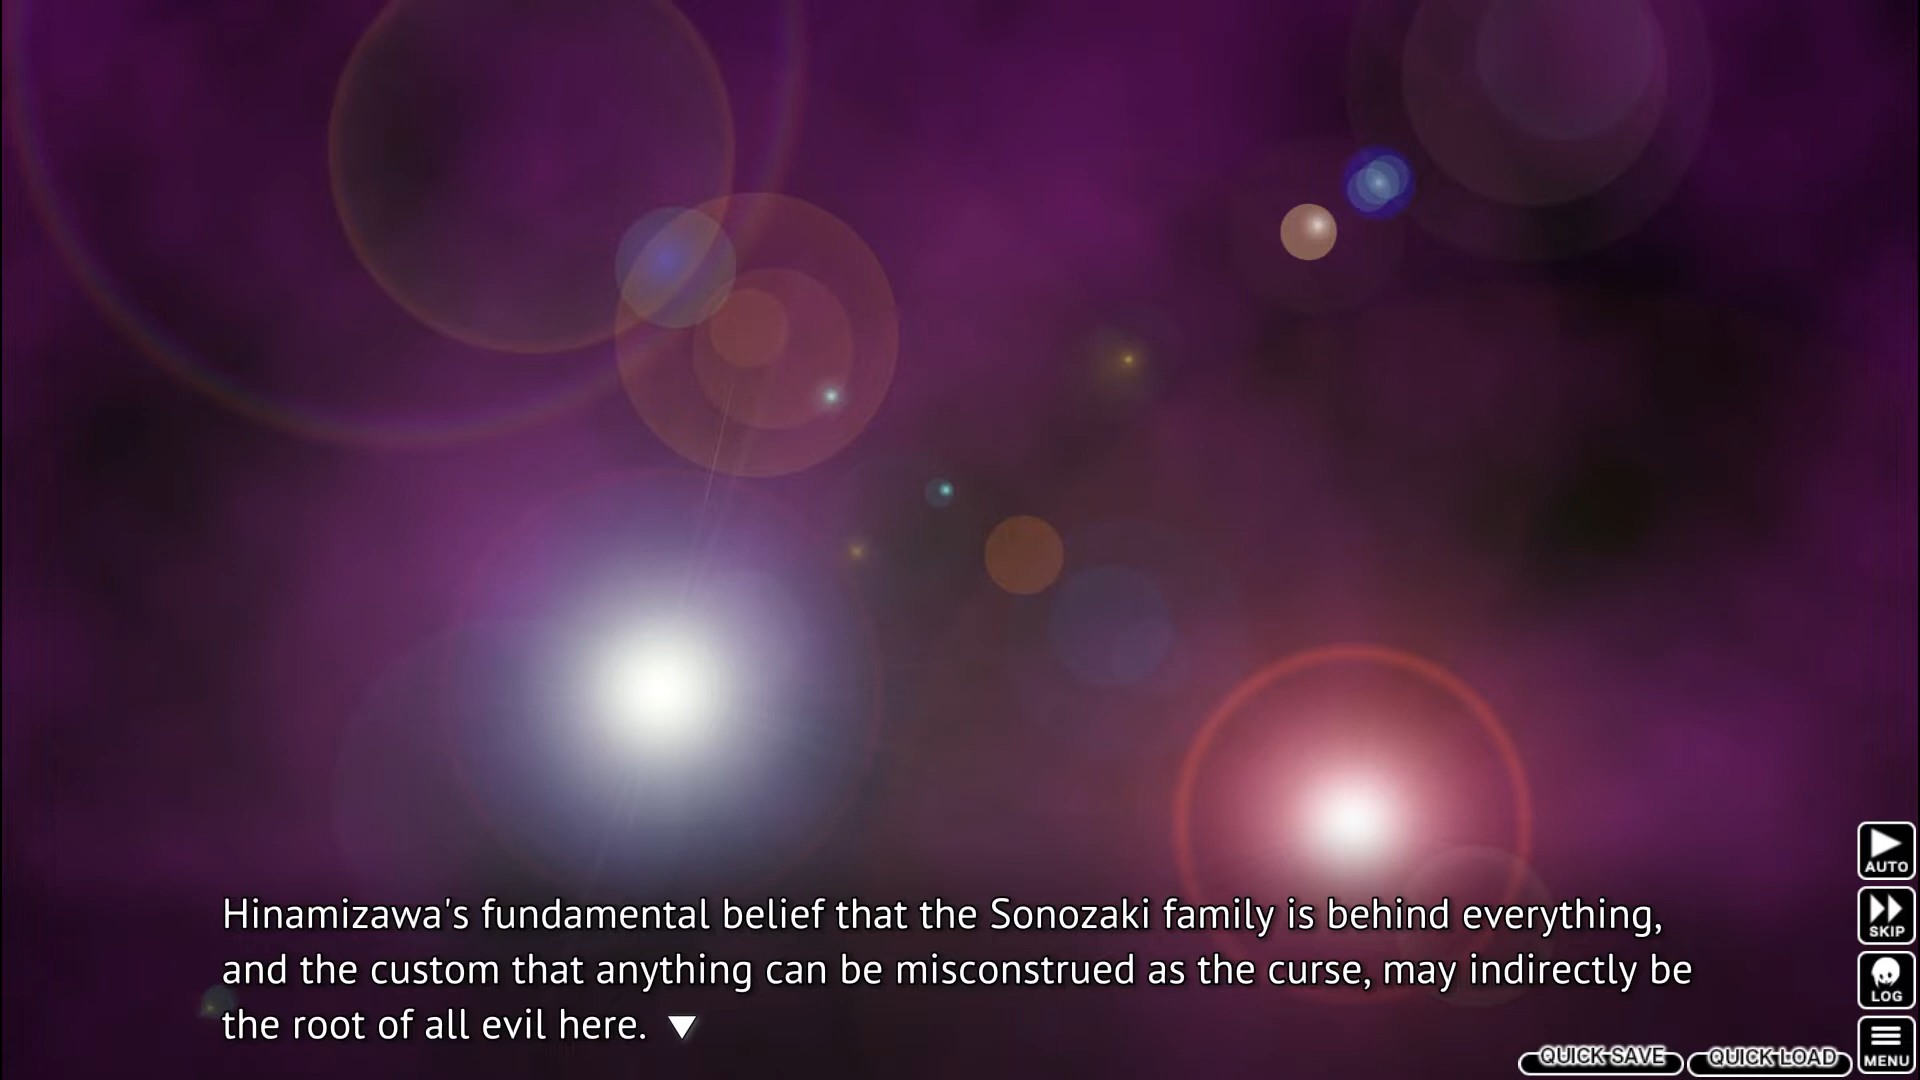 Hinamizawa's fundamental belief that the Sonozaki family is behind everything,
and the custom that anything can be misconstrued as the curse, may indirectly be
the root of all evil here.
AUTO
SKIP
LOG
MENU
QUICK SAVE
QUICK LOAD